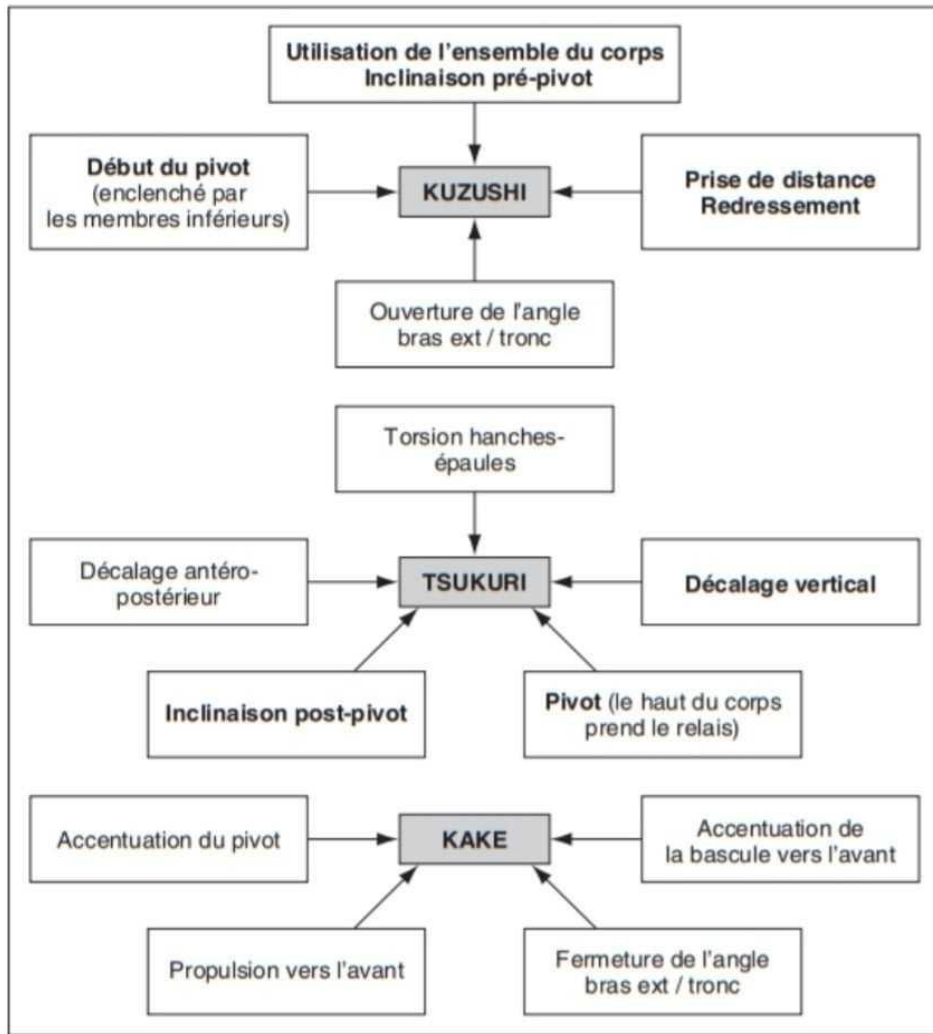 Utilisation de l'ensemble du corps
Inclinaison pré-pivot
Début du pivot
(enclenché par
les membres inférieurs)
KUZUSHI
Prise de distance
Redressement
Ouverture de l'angle
bras ext / tronc
Torsion hanches-
épaules
Décalage antéro-
postérieur
TSUKURI
Décalage vertical
Inclinaison post-pivot
Pivot (le haut du corps
prend le relais)
Accentuation du pivot
KAKE
Accentuation de
la bascule vers l'avant
Propulsion vers l'avant
Fermeture de l'angle
bras ext / tronc